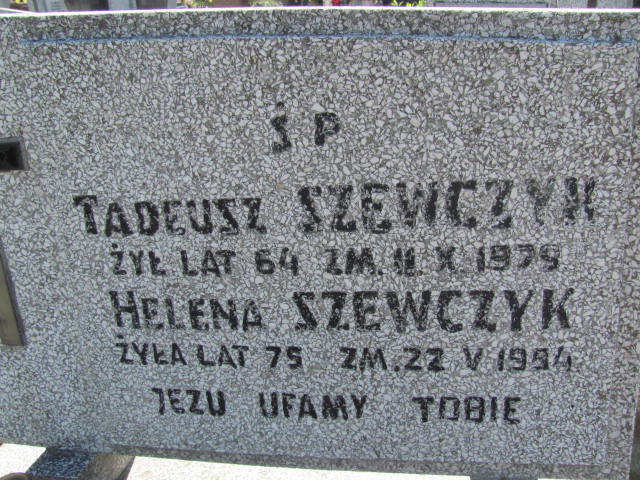 Ś P
TADEUSZ SZEWCZYK
ŻYŁ LAT 64 ZM. 11. X. 1979
HELENA SZEWCZYK
ŻYŁA LAT 75 ZM. 22 V 1994
JEZU UFAMY TOBIE